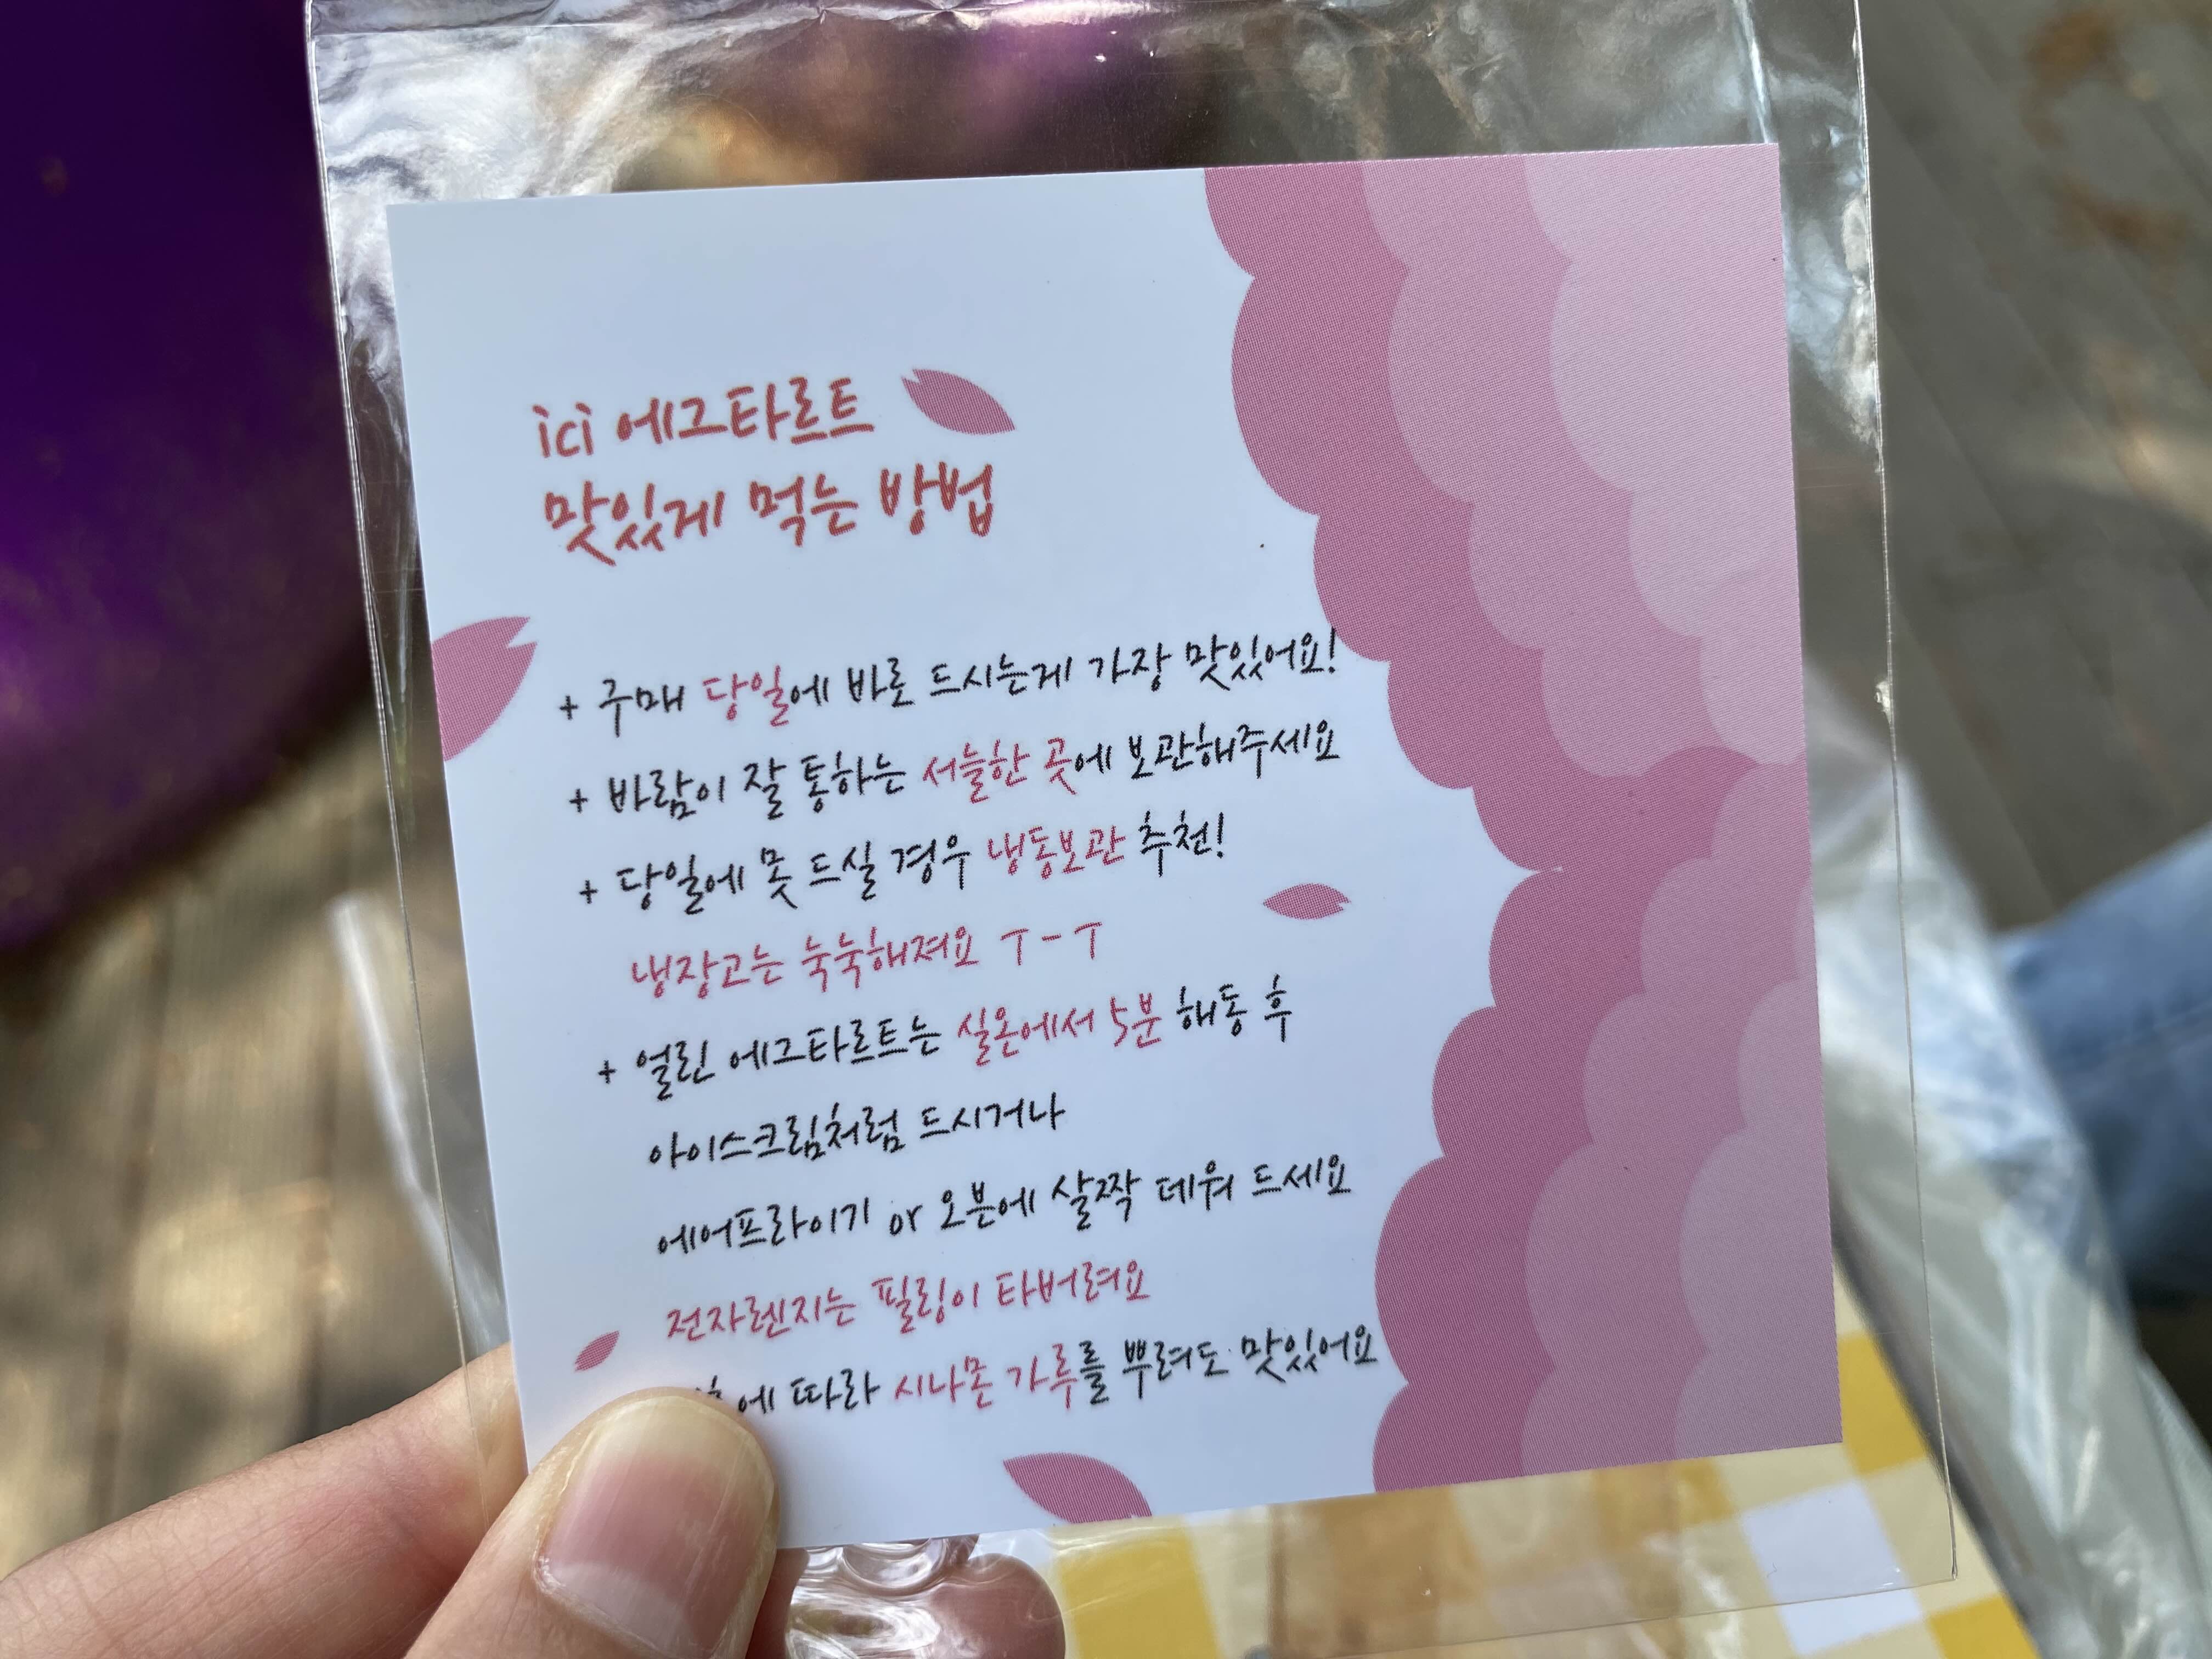 ici 에그타르트
맛있게 먹는 방법
+ 구매 당일에 바로 드시는게 가장 맛있어요!
+ 바람이 잘 통하는 서늘한 곳에 보관해주세요
+ 당일에 못 드실 경우 냉동보관 추천!
냉장고는 눅눅해져요 T-T
+ 얼린 에그타르트는 실온에서 5분 해동 후
아이스크림처럼 드시거나
에어프라이기 or 오븐에 살짝 데워 드세요
전자렌지는 필링이 타버려요
따라 시나몬 가루를 뿌려도 맛있어요